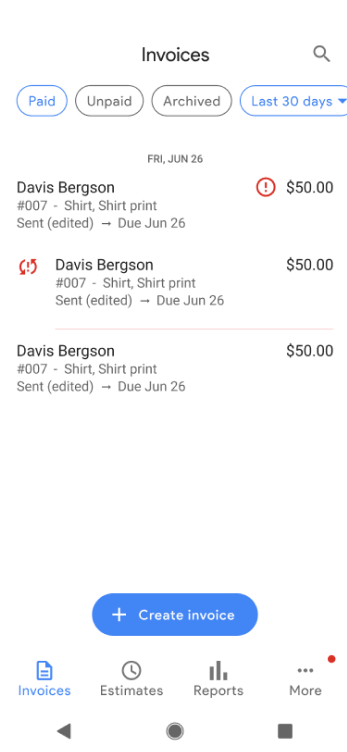 Invoices
Paid
Unpaid
Archived
Last 30 days
FRI, JUN 26
Davis Bergson
$50.00
#007 - Shirt, Shirt print
Sent (edited) → Due Jun 26
Davis Bergson
$50.00
#007 - Shirt, Shirt print
Sent (edited) → Due Jun 26
Davis Bergson
$50.00
#007 - Shirt, Shirt print
Sent (edited) → Due Jun 26
+ Create invoice
Invoices
Estimates
Reports
More